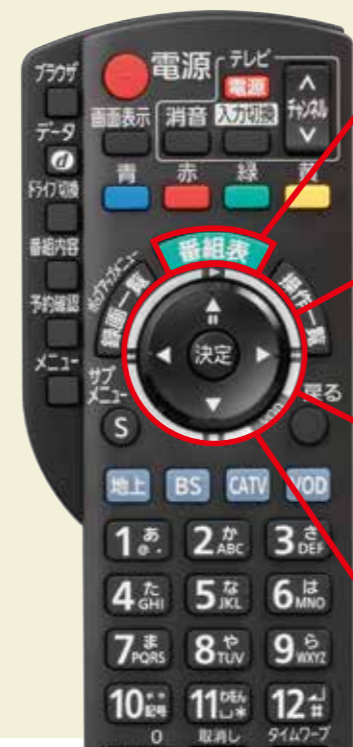 ブラウザ
電源
テレビ
電源
チャンネル
画面表示
消音
入力切換
データ
d
青
赤
緑
黄
ドライブ切換
番組内容
番組表
ポップアップメニュー
録画一覧
操作一覧
予約確認
決定
メニュー
サブ
メニュー
S
戻る
地上
BS
CATV
VOD
1 あ @.
2 か ABC
3 さ DEF
4 た GHI
5 な JKL
6 は MNO
7 ま PQRS
8 や TUV
9 ら WXYZ
10 記号
11
12 #
0
取消し
タイムワープ